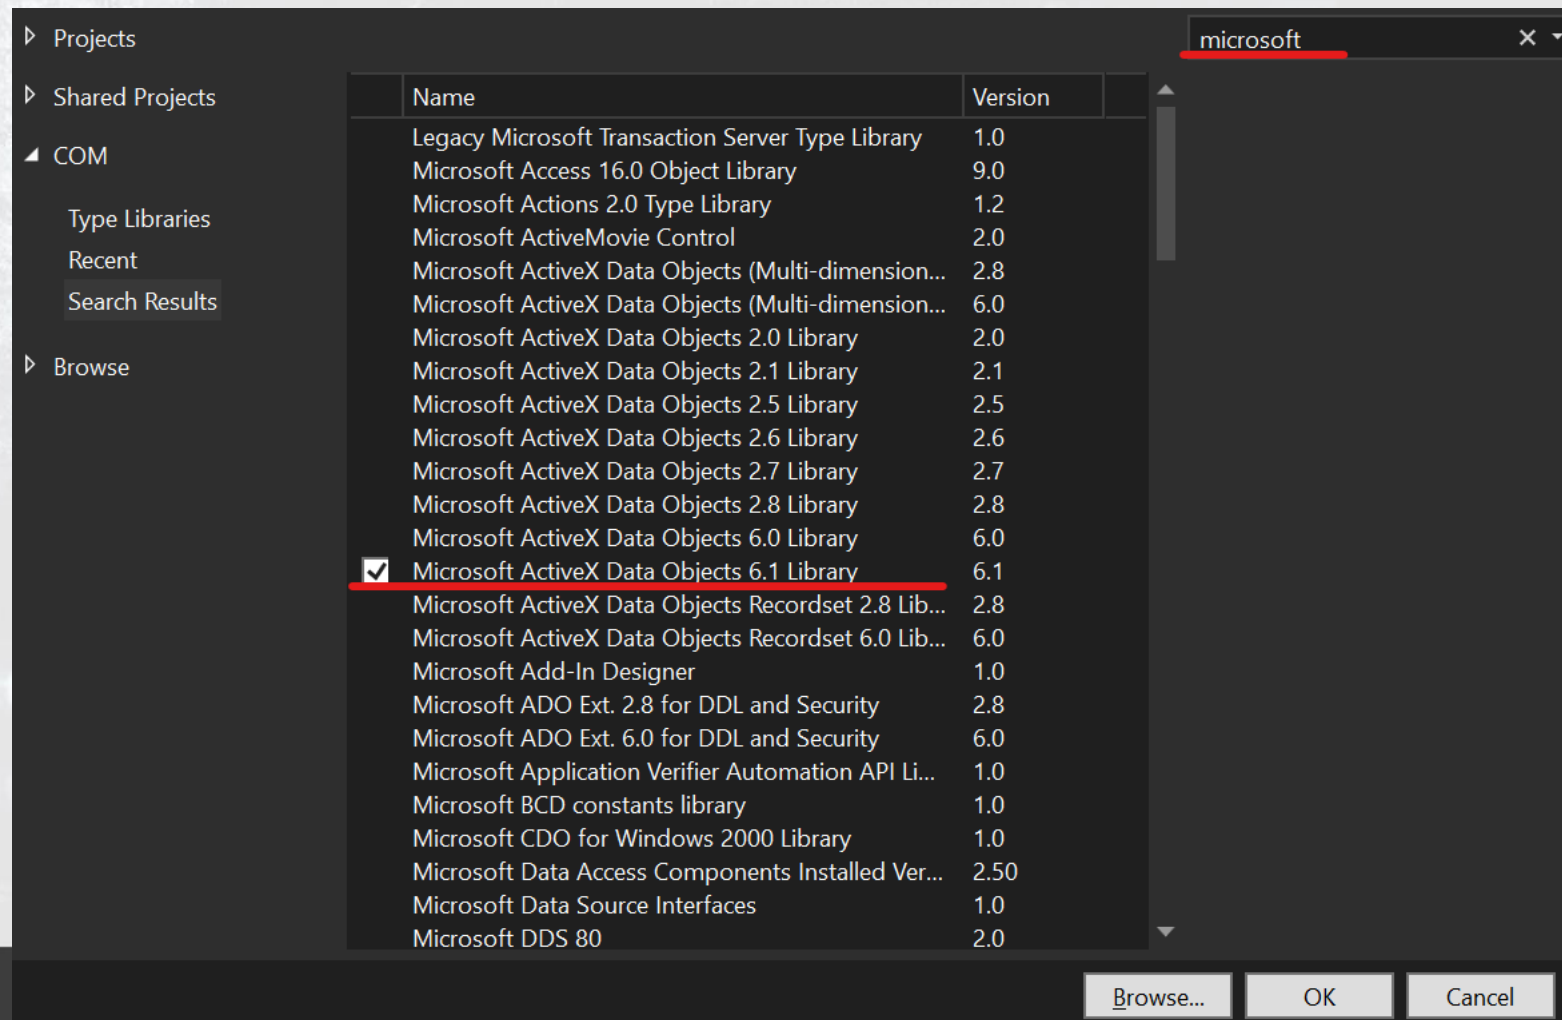 Projects
Shared Projects
COM
Type Libraries
Recent
Search Results
Browse
microsoft
Name Version
Legacy Microsoft Transaction Server Type Library 1.0
Microsoft Access 16.0 Object Library 9.0
Microsoft Actions 2.0 Type Library 1.2
Microsoft ActiveMovie Control 2.0
Microsoft ActiveX Data Objects (Multi-dimension... 2.8
Microsoft ActiveX Data Objects (Multi-dimension... 6.0
Microsoft ActiveX Data Objects 2.0 Library 2.0
Microsoft ActiveX Data Objects 2.1 Library 2.1
Microsoft ActiveX Data Objects 2.5 Library 2.5
Microsoft ActiveX Data Objects 2.6 Library 2.6
Microsoft ActiveX Data Objects 2.7 Library 2.7
Microsoft ActiveX Data Objects 2.8 Library 2.8
Microsoft ActiveX Data Objects 6.0 Library 6.0
Microsoft ActiveX Data Objects 6.1 Library 6.1
Microsoft ActiveX Data Objects Recordset 2.8 Lib... 2.8
Microsoft ActiveX Data Objects Recordset 6.0 Lib... 6.0
Microsoft Add-In Designer 1.0
Microsoft ADO Ext. 2.8 for DDL and Security 2.8
Microsoft ADO Ext. 6.0 for DDL and Security 6.0
Microsoft Application Verifier Automation API Li... 1.0
Microsoft BCD constants library 1.0
Microsoft CDO for Windows 2000 Library 1.0
Microsoft Data Access Components Installed Ver... 2.50
Microsoft Data Source Interfaces 1.0
Microsoft DDS 80 2.0
Browse... OK Cancel